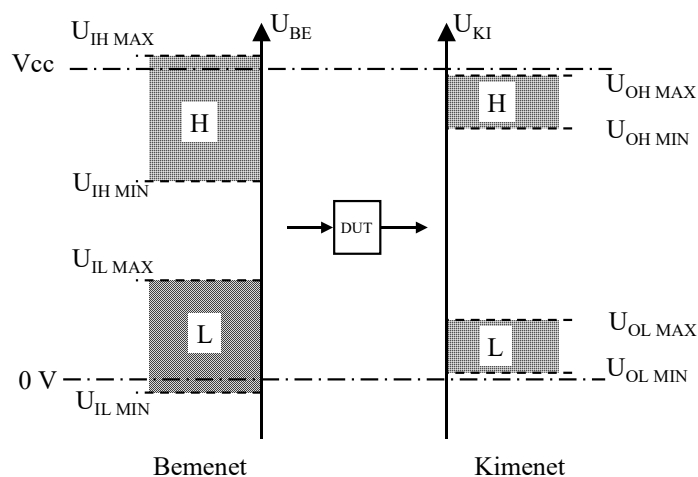 U_IH MAX
U_BE
U_KI
Vcc
H
H
U_OH MAX
U_OH MIN
U_IH MIN
DUT
U_IL MAX
L
L
U_OL MAX
0 V
U_OL MIN
U_IL MIN
Bemenet
Kimenet